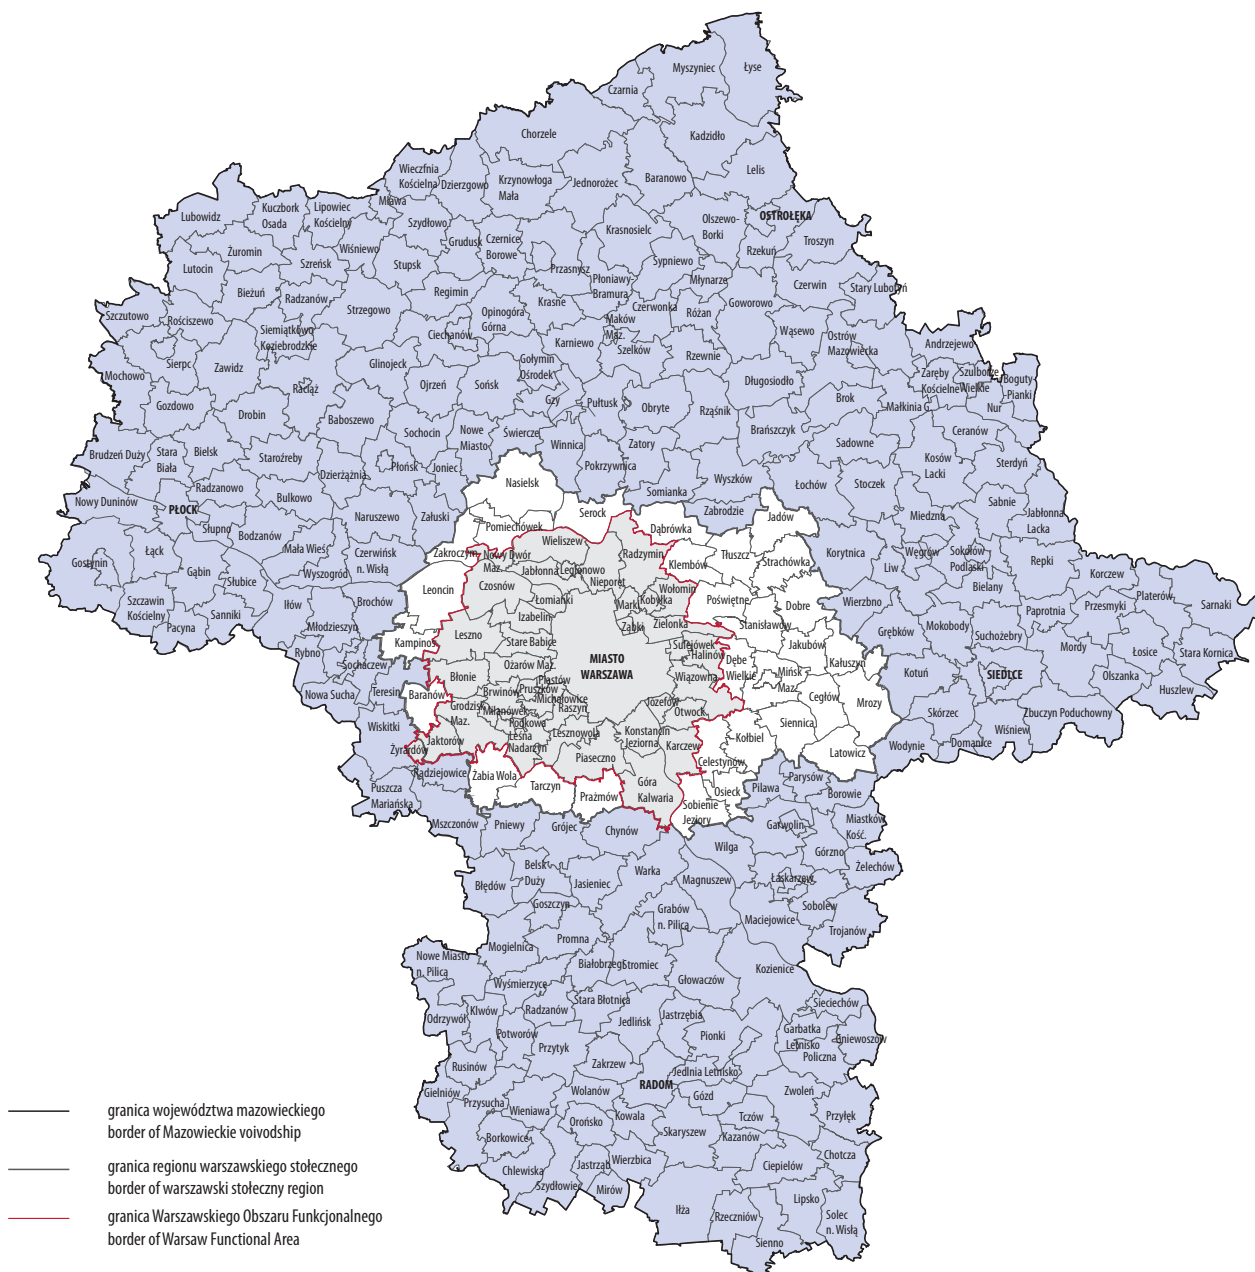 Myszyniec
Łyse
Czarnia
Chorzele
Kadzidło
Wieczfnia
Kościelna
Dzierzgowo
Krzynowłoga
Mała
Jednorożec
Baranowo
Lelis
Mława
Lubowidz
Kuczbork
Osada
Lipowiec
Kościelny
Szydłowo
Krasnosielc
Olszewo-
Borki
OSTROŁĘKA
Troszyn
Żuromin
Wiśniewo
Grudusk
Czernice
Borowe
Rzekuń
Lutocin
Szreńsk
Stupsk
Przasnysz
Sypniewo
Bieżuń
Radzanów
Regimin
Płoniawy-
Bramura
Młynarze
Czerwin
Stary Lubotyń
Szczutowo
Rościszewo
Strzegowo
Opinogóra
Górna
Krasne
Czerwonka
Różan
Goworowo
Siemiątkowo
Koziebrodzkie
Ciechanów
Maków
Maz.
Wąsewo
Ostrów
Mazowiecka
Andrzejewo
Mochowo
Sierpc
Zawidz
Glinojeck
Gołymin
Ośrodek
Karniewo
Szelków
Rzewnie
Zaręby
Kościelne
Szulborze
Wielkie
Boguty-
Pianki
Raciąż
Ojrzeń
Sońsk
Długosiodło
Gozdowo
Drobin
Gzy
Pułtusk
Obryte
Rząśnik
Brok
Małkinia G.
Nur
Baboszewo
Sochocin
Nowe
Miasto
Świercze
Winnica
Zatory
Brańszczyk
Sadowne
Ceranów
Brudzeń Duży
Stara
Biała
Bielsk
Staroźreby
Dzierżążnia
Płońsk
Joniec
Pokrzywnica
Kosów
Lacki
Sterdyń
Nasielsk
Somianka
Wyszków
Łochów
Stoczek
Nowy Duninów
PŁOCK
Radzanowo
Bulkowo
Załuski
Serock
Zabrodzie
Sabnie
Słupno
Bodzanów
Naruszewo
Pomiechówek
Dąbrówka
Jadów
Miedzna
Jabłonna
Lacka
Gostynin
Łąck
Gąbin
Mała Wieś
Czerwińsk
n. Wisłą
Zakroczym
Wieliszew
Radzymin
Tłuszcz
Korytnica
Węgrów
Sokołów
Podlaski
Repki
Słubice
Wyszogród
Nowy Dwór
Maz.
Jabłonna
Legionowo
Nieporęt
Klembów
Strachówka
Liw
Bielany
Korczew
Leoncin
Czosnów
Wołomin
Szczawin
Kościelny
Sanniki
Iłów
Brochów
Łomianki
Marki
Kobyłka
Poświętne
Dobre
Wierzbno
Paprotnia
Przesmyki
Platerów
Sarnaki
Pacyna
Młodzieszyn
Izabelin
Ząbki
Zielonka
Stanisławów
Grębków
Mokobody
Suchożebry
Kampinos
Leszno
Stare Babice
Sulejówek
Halinów
Jakubów
Mordy
Rybno
Sochaczew
Ożarów Maz.
MIASTO
WARSZAWA
Dębe
Wielkie
Kałuszyn
Kotuń
SIEDLCE
Łosice
Stara Kornica
Nowa Sucha
Teresin
Baranów
Błonie
Brwinów
Pruszków
Piastów
Michałowice
Wiązowna
Mińsk
Maz.
Cegłów
Mrozy
Olszanka
Huszlew
Wiskitki
Grodzisk
Maz.
Milanówek
Podkowa
Leśna
Raszyn
Józefów
Otwock
Siennica
Skórzec
Wiśniew
Zbuczyn Poduchowny
Żyrardów
Jaktorów
Nadarzyn
Lesznowola
Konstancin
Jeziorna
Karczew
Kołbiel
Latowicz
Wodynie
Domanice
Radziejowice
Żabia Wola
Piaseczno
Celestynów
Puszcza
Mariańska
Tarczyn
Prażmów
Góra
Kalwaria
Osieck
Sobienie
Jeziory
Pilawa
Parysów
Borowie
Mszczonów
Pniewy
Grójec
Chynów
Garwolin
Miastków
Kość.
Belsk
Duży
Wilga
Górzno
Żelechów
Błędów
Jasieniec
Warka
Magnuszew
Łaskarzew
Goszczyn
Grabów
n. Pilicą
Maciejowice
Sobolew
Trojanów
Mogielnica
Promna
Nowe Miasto
n. Pilicą
Białobrzegi
Stromiec
Głowaczów
Kozienice
Wyśmierzyce
Stara Błotnica
Sieciechów
Odrzywół
Klwów
Radzanów
Jedlińsk
Jastrzębia
Garbatka
Letnisko
Gniewoszów
Potworów
Przytyk
Pionki
Policzna
Rusinów
Zakrzew
Jedlnia Letnisko
Gielniów
Przysucha
Wolanów
RADOM
Gózd
Zwoleń
Wieniawa
Orońsko
Kowala
Tczów
Przyłęk
Borkowice
Skaryszew
Kazanów
Chlewiska
Jastrząb
Wierzbica
Ciepielów
Chotcza
Szydłowiec
Mirów
Iłża
Rzeczniów
Lipsko
Solec
n. Wisłą
Sienno
granica województwa mazowieckiego
border of Mazowieckie voivodship
granica regionu warszawskiego stołecznego
border of warszawski stołeczny region
granica Warszawskiego Obszaru Funkcjonalnego
border of Warsaw Functional Area